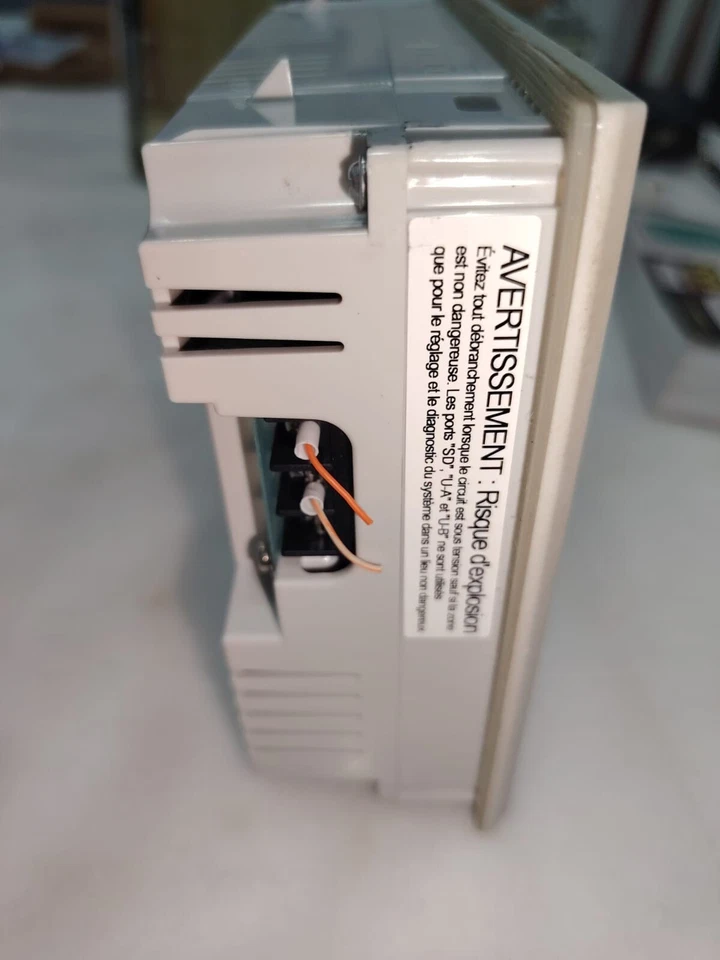 AVERTISSEMENT : Risque d'explosion
Évitez tout débranchement lorsque le circuit est sous tension sauf si la zone
est non dangereuse. Les ports "SD", "U-A" et "U-B" ne sont utilisés
que pour le réglage et le diagnostic du système dans un lieu non dangereux